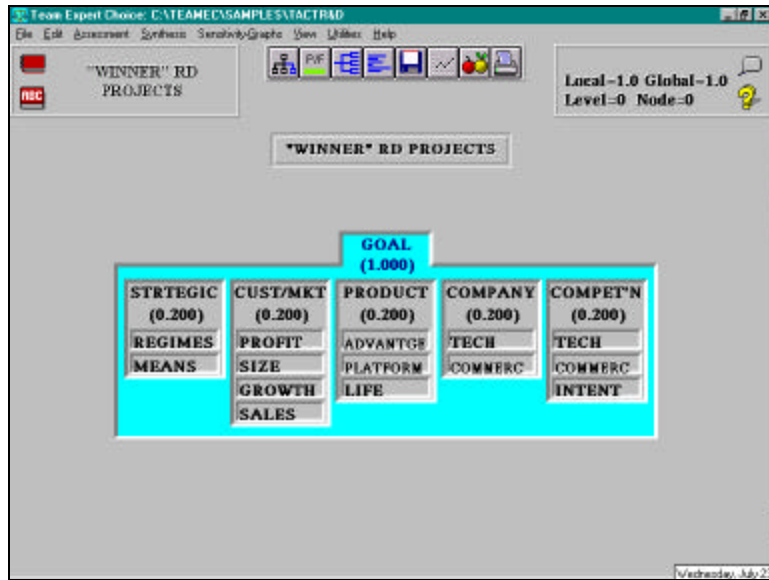 Team Expert Choice: C:\TEAMEC\SAMPLES\TACTR&D
File Edit Assessment Synthesis Sensitivity-Graphs View Utilities Help
"WINNER" RD
PROJECTS
ABC
P/F
Local=1.0 Global=1.0
Level=0 Node=0
"WINNER" RD PROJECTS
GOAL
(1.000)
STRTEGIC CUST/MKT PRODUCT COMPANY COMPET'N
(0.200) (0.200) (0.200) (0.200) (0.200)
REGIMES PROFIT ADVANTGE TECH TECH
MEANS SIZE PLATFORM COMMERC COMMERC
GROWTH LIFE INTENT
SALES
Wednesday, July 2